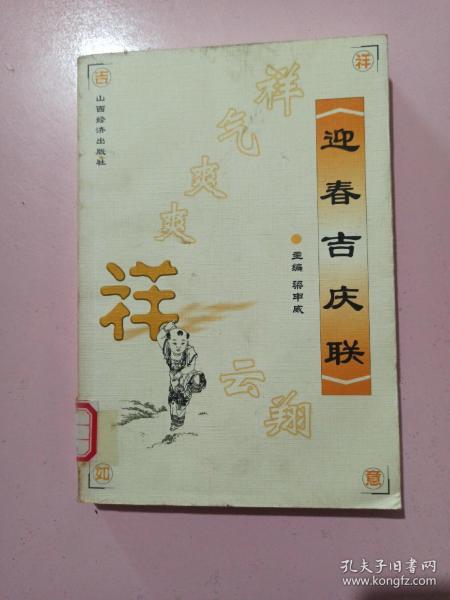 迎春吉庆联
主编 梁申威
祥气爽爽
祥
云翔
山西经济出版社
吉
祥
如
意
孔夫子旧书网
www.kongfz.com